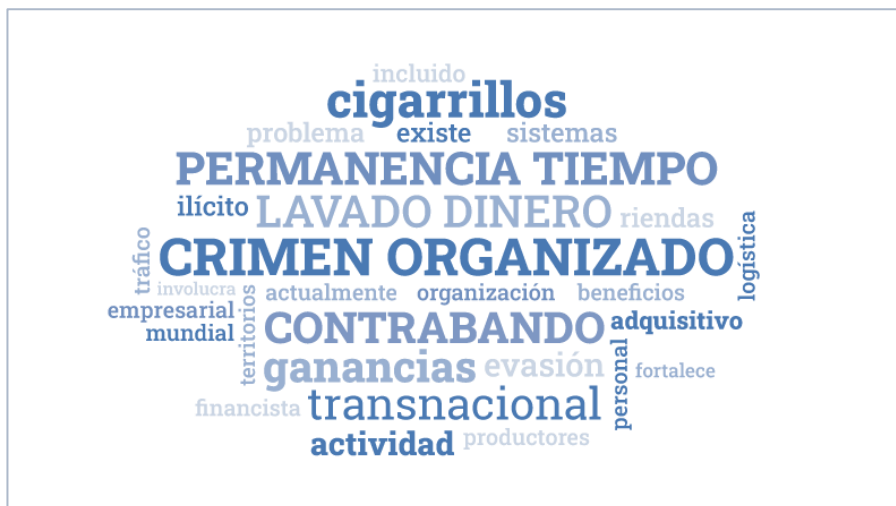 incluido
cigarrillos
problema existe sistemas
PERMANENCIA TIEMPO
ilícito LAVADO DINERO riendas
tráfico CRIMEN ORGANIZADO logística
involucra actualmente organización beneficios
empresarial territorios CONTRABANDO adquisitivo
mundial
ganancias evasión personal fortalece
financista transnacional
actividad productores